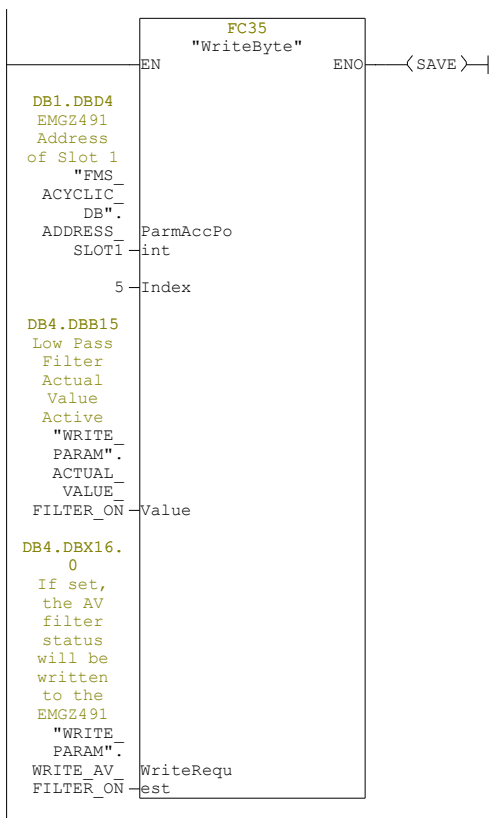 FC35
"WriteByte"
EN ENO (SAVE)
DB1.DBD4
EMGZ491
Address
of Slot 1
"FMS_
ACYCLIC_
DB".
ADDRESS_ ParmAccPo
SLOT1 int
5 Index
DB4.DBB15
Low Pass
Filter
Actual
Value
Active
"WRITE_
PARAM".
ACTUAL_
VALUE_
FILTER_ON Value
DB4.DBX16.
0
If set,
the AV
filter
status
will be
written
to the
EMGZ491
"WRITE_
PARAM".
WRITE_AV_ WriteRequ
FILTER_ON est